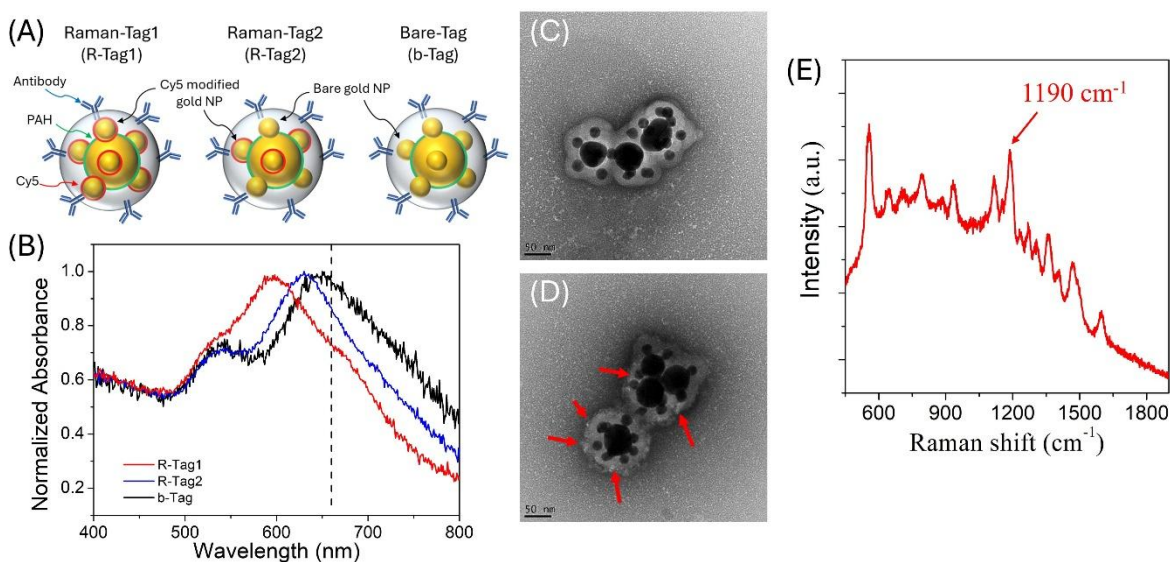 (A)
Raman-Tag1
(R-Tag1)
Raman-Tag2
(R-Tag2)
Bare-Tag
(b-Tag)
Antibody
PAH
Cy5
Cy5 modified
gold NP
Bare gold NP
(B)
Normalized Absorbance
1.0
0.8
0.6
0.4
0.2
R-Tag1
R-Tag2
b-Tag
400 500 600 700 800
Wavelength (nm)
(C)
50 nm
(D)
50 nm
(E)
1190 cm⁻¹
Intensity (a.u.)
600 900 1200 1500 1800
Raman shift (cm⁻¹)